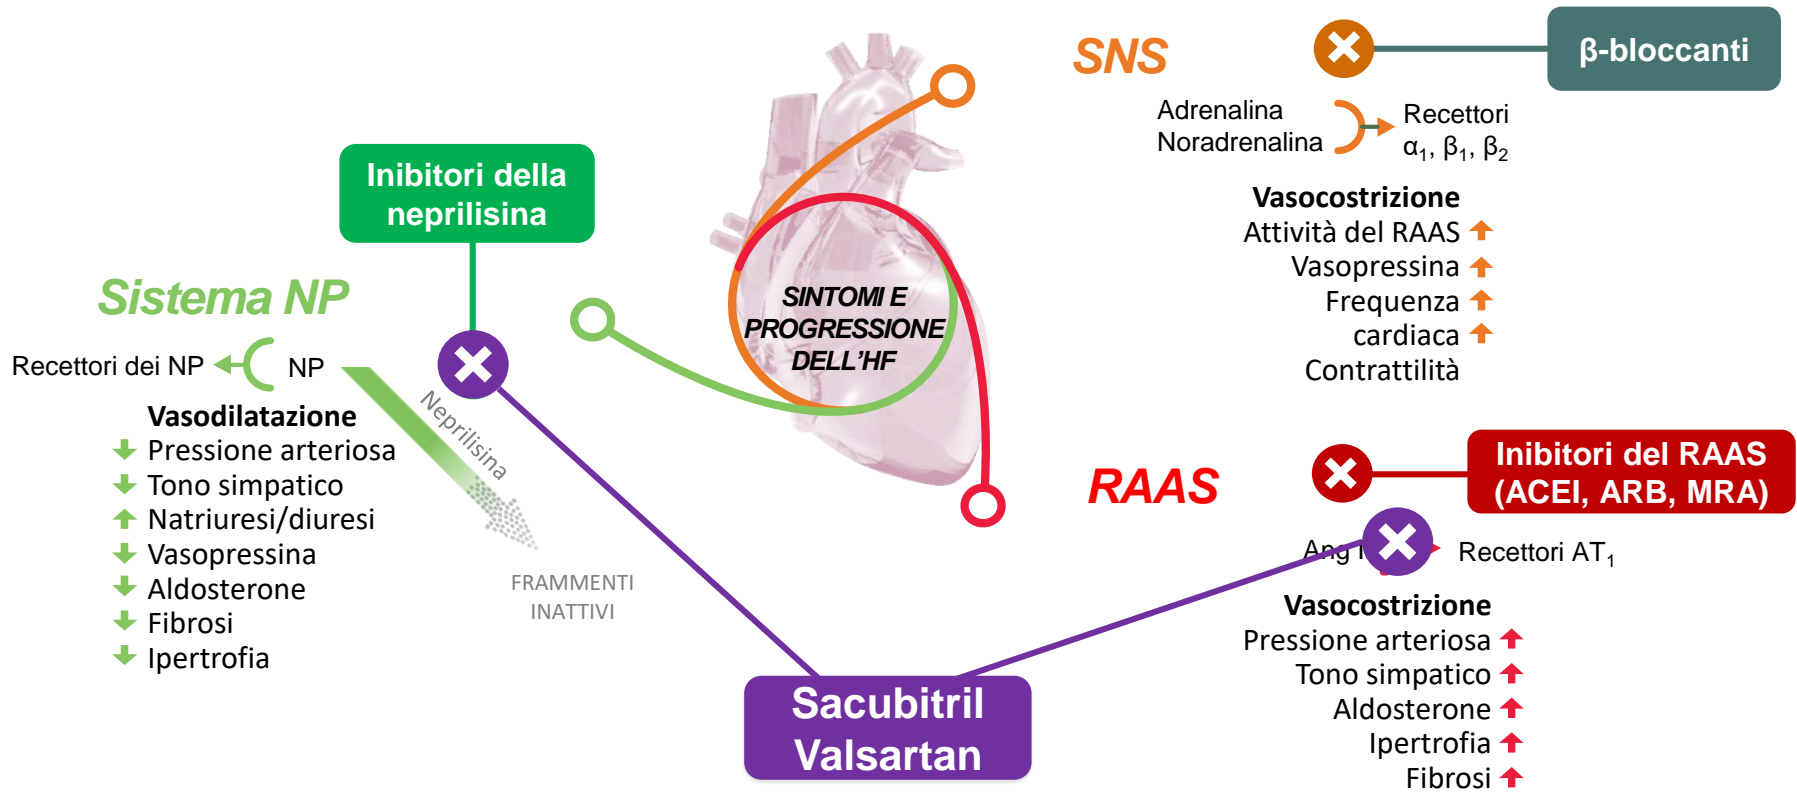 SNS
β-bloccanti
Adrenalina
Noradrenalina
Recettori
α₁, β₁, β₂
Vasocostrizione
Attività del RAAS
Vasopressina
Frequenza
cardiaca
Contrattilità
Inibitori della
neprilisina
Sistema NP
Recettori dei NP
NP
Neprilisina
Vasodilatazione
Pressione arteriosa
Tono simpatico
Natriuresi/diuresi
Vasopressina
Aldosterone
Fibrosi
Ipertrofia
FRAMMENTI
INATTIVI
SINTOMI E
PROGRESSIONE
DELL'HF
RAAS
Inibitori del RAAS
(ACEI, ARB, MRA)
Ang
Recettori AT₁
Vasocostrizione
Pressione arteriosa
Tono simpatico
Aldosterone
Ipertrofia
Fibrosi
Sacubitril
Valsartan